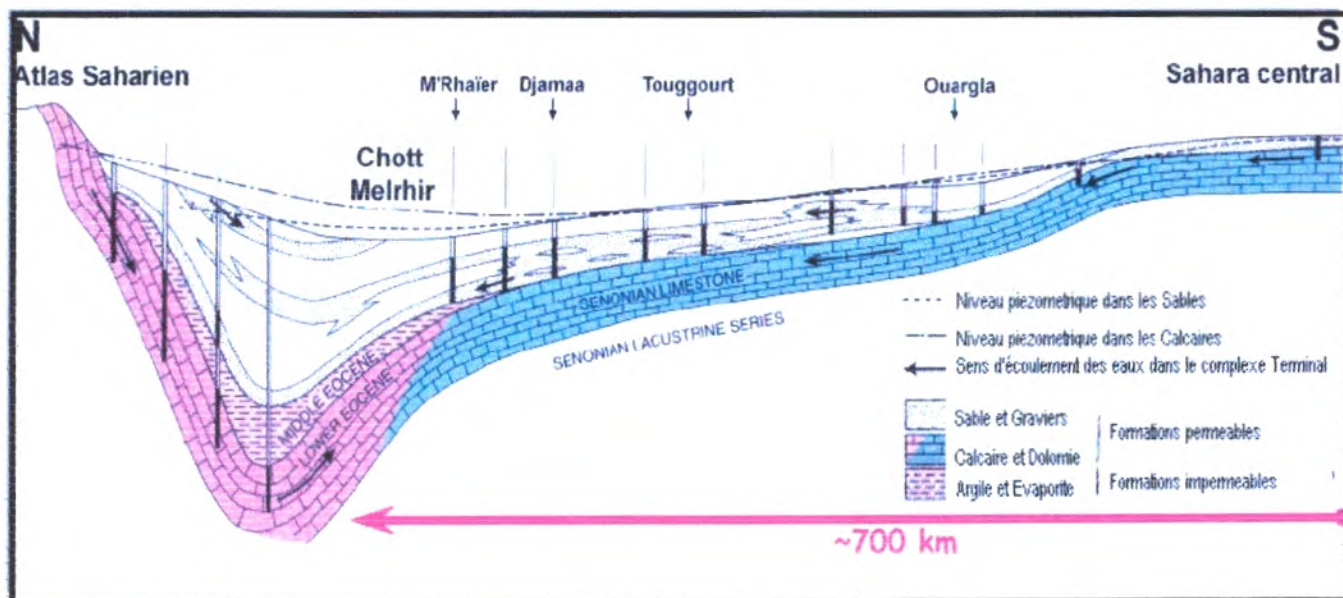 N
S
Atlas Saharien
Sahara central
M'Rhaïer
Djamaa
Touggourt
Ouargla
Chott
Melrhir
SENONIAN LIMESTONE
SENONIAN LACUSTRINE SERIES
MIDDLE EOCENE
LOWER EOCENE
Niveau piezometrique dans les Sables
Niveau piezometrique dans les Calcaires
Sens d'écoulement des eaux dans le complexe Terminal
Sable et Graviers
Calcaire et Dolomie
Argile et Evaporite
Formations permeables
Formations impermeables
~700 km